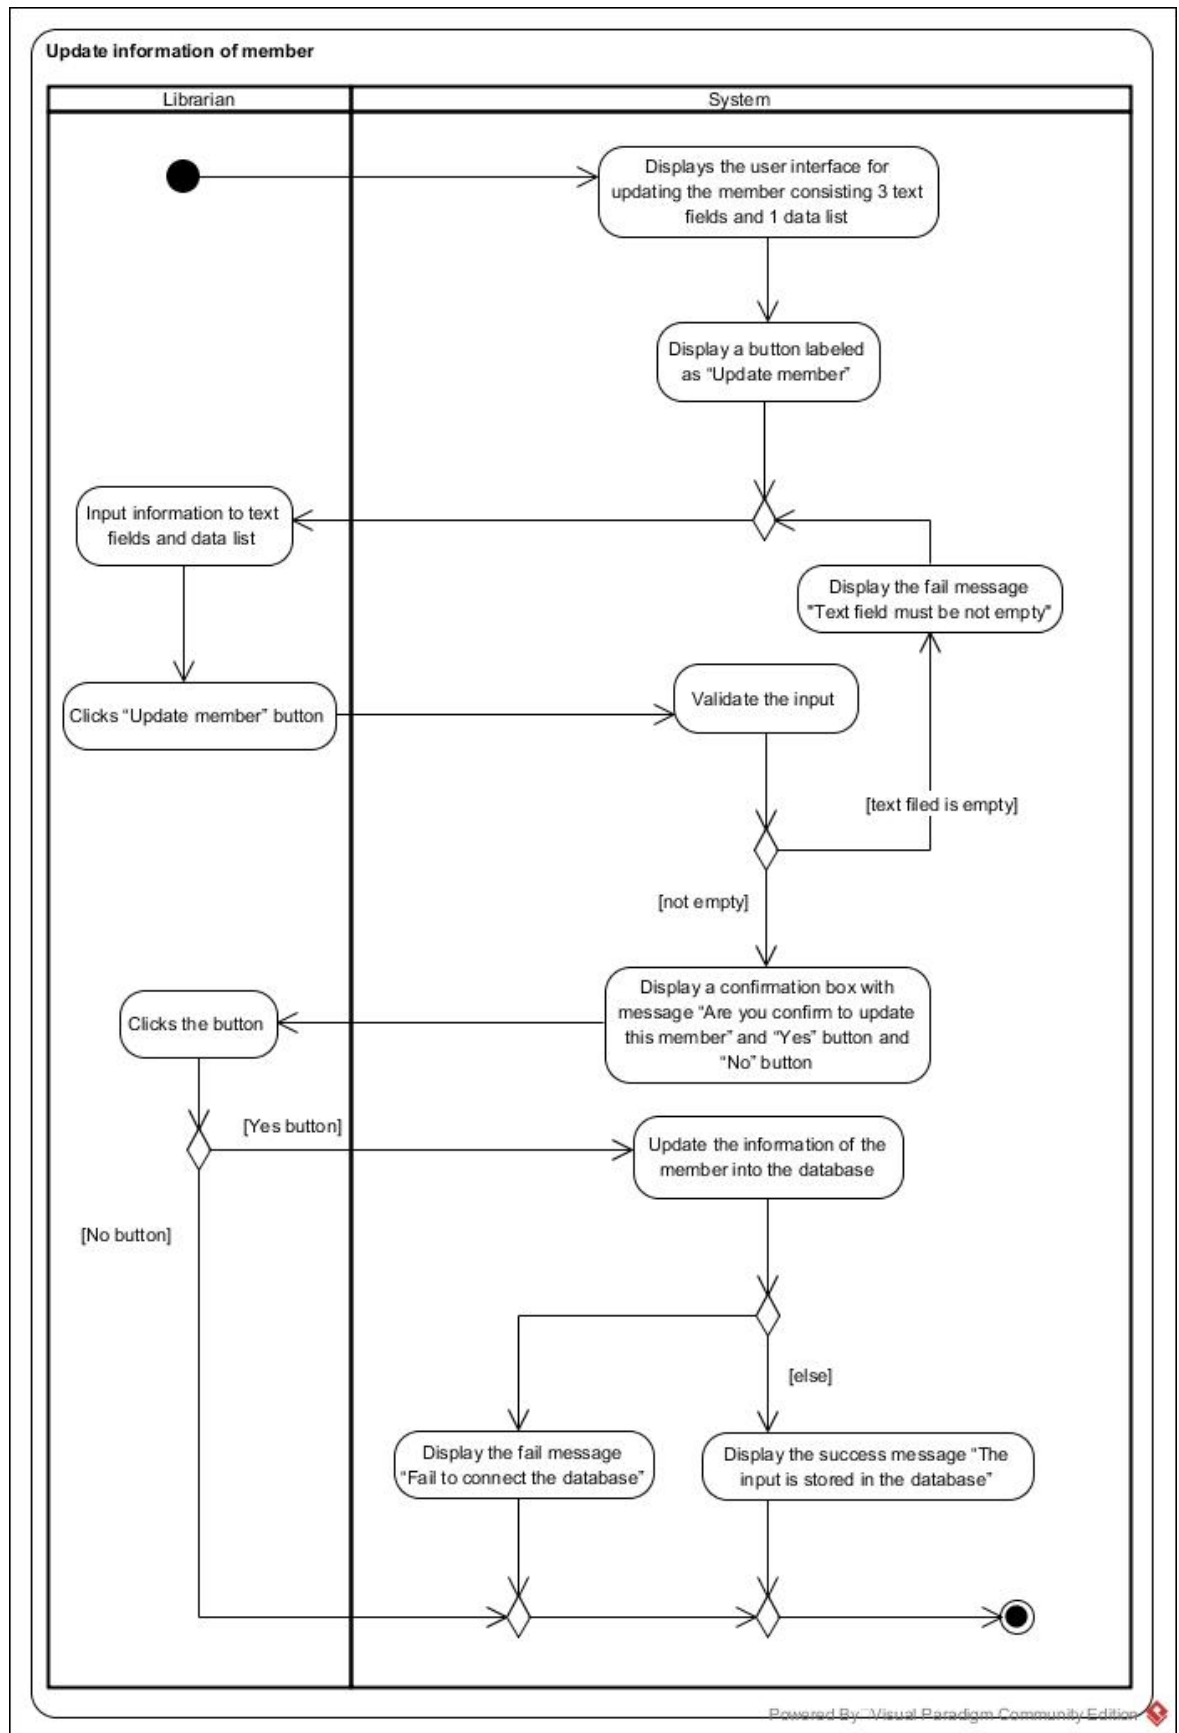 Update information of member
Librarian
System
Displays the user interface for
updating the member consisting 3 text
fields and 1 data list
Display a button labeled
as “Update member”
Input information to text
fields and data list
Display the fail message
"Text field must be not empty"
Clicks “Update member” button
Validate the input
[text filed is empty]
[not empty]
Display a confirmation box with
message “Are you confirm to update
this member” and “Yes” button and
“No” button
Clicks the button
[Yes button]
Update the information of the
member into the database
[No button]
[else]
Display the fail message
“Fail to connect the database”
Display the success message “The
input is stored in the database”
Powered By Visual Paradigm Community Edition